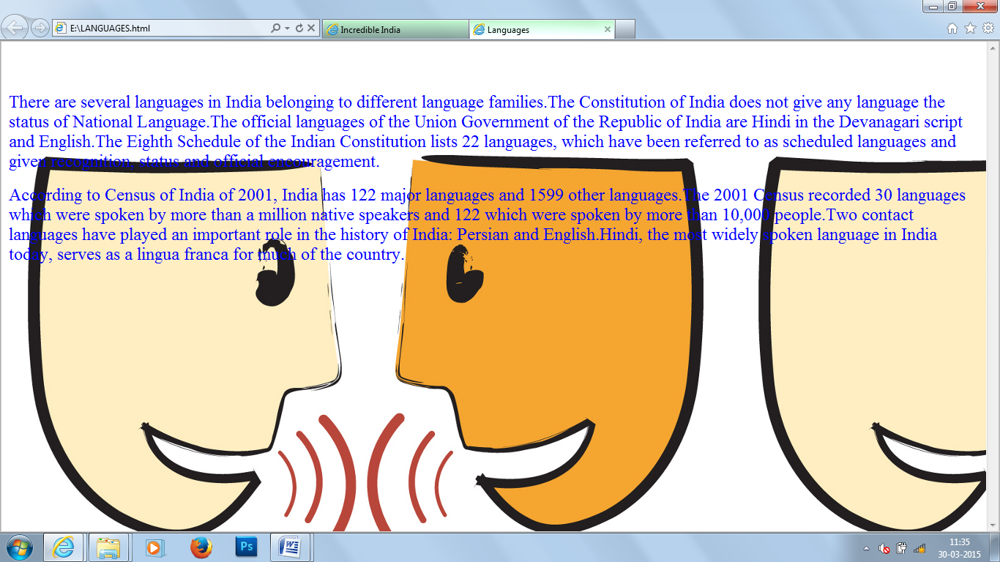 E:\LANGUAGES.html
Incredible India
Languages
There are several languages in India belonging to different language families.The Constitution of India does not give any language the
status of National Language.The official languages of the Union Government of the Republic of India are Hindi in the Devanagari script
and English.The Eighth Schedule of the Indian Constitution lists 22 languages, which have been referred to as scheduled languages and
given recognition, status and official encouragement.
According to Census of India of 2001, India has 122 major languages and 1599 other languages.The 2001 Census recorded 30 languages
which were spoken by more than a million native speakers and 122 which were spoken by more than 10,000 people.Two contact
languages have played an important role in the history of India: Persian and English.Hindi, the most widely spoken language in India
today, serves as a lingua franca for much of the country.
Ps
11:35
30-03-2015